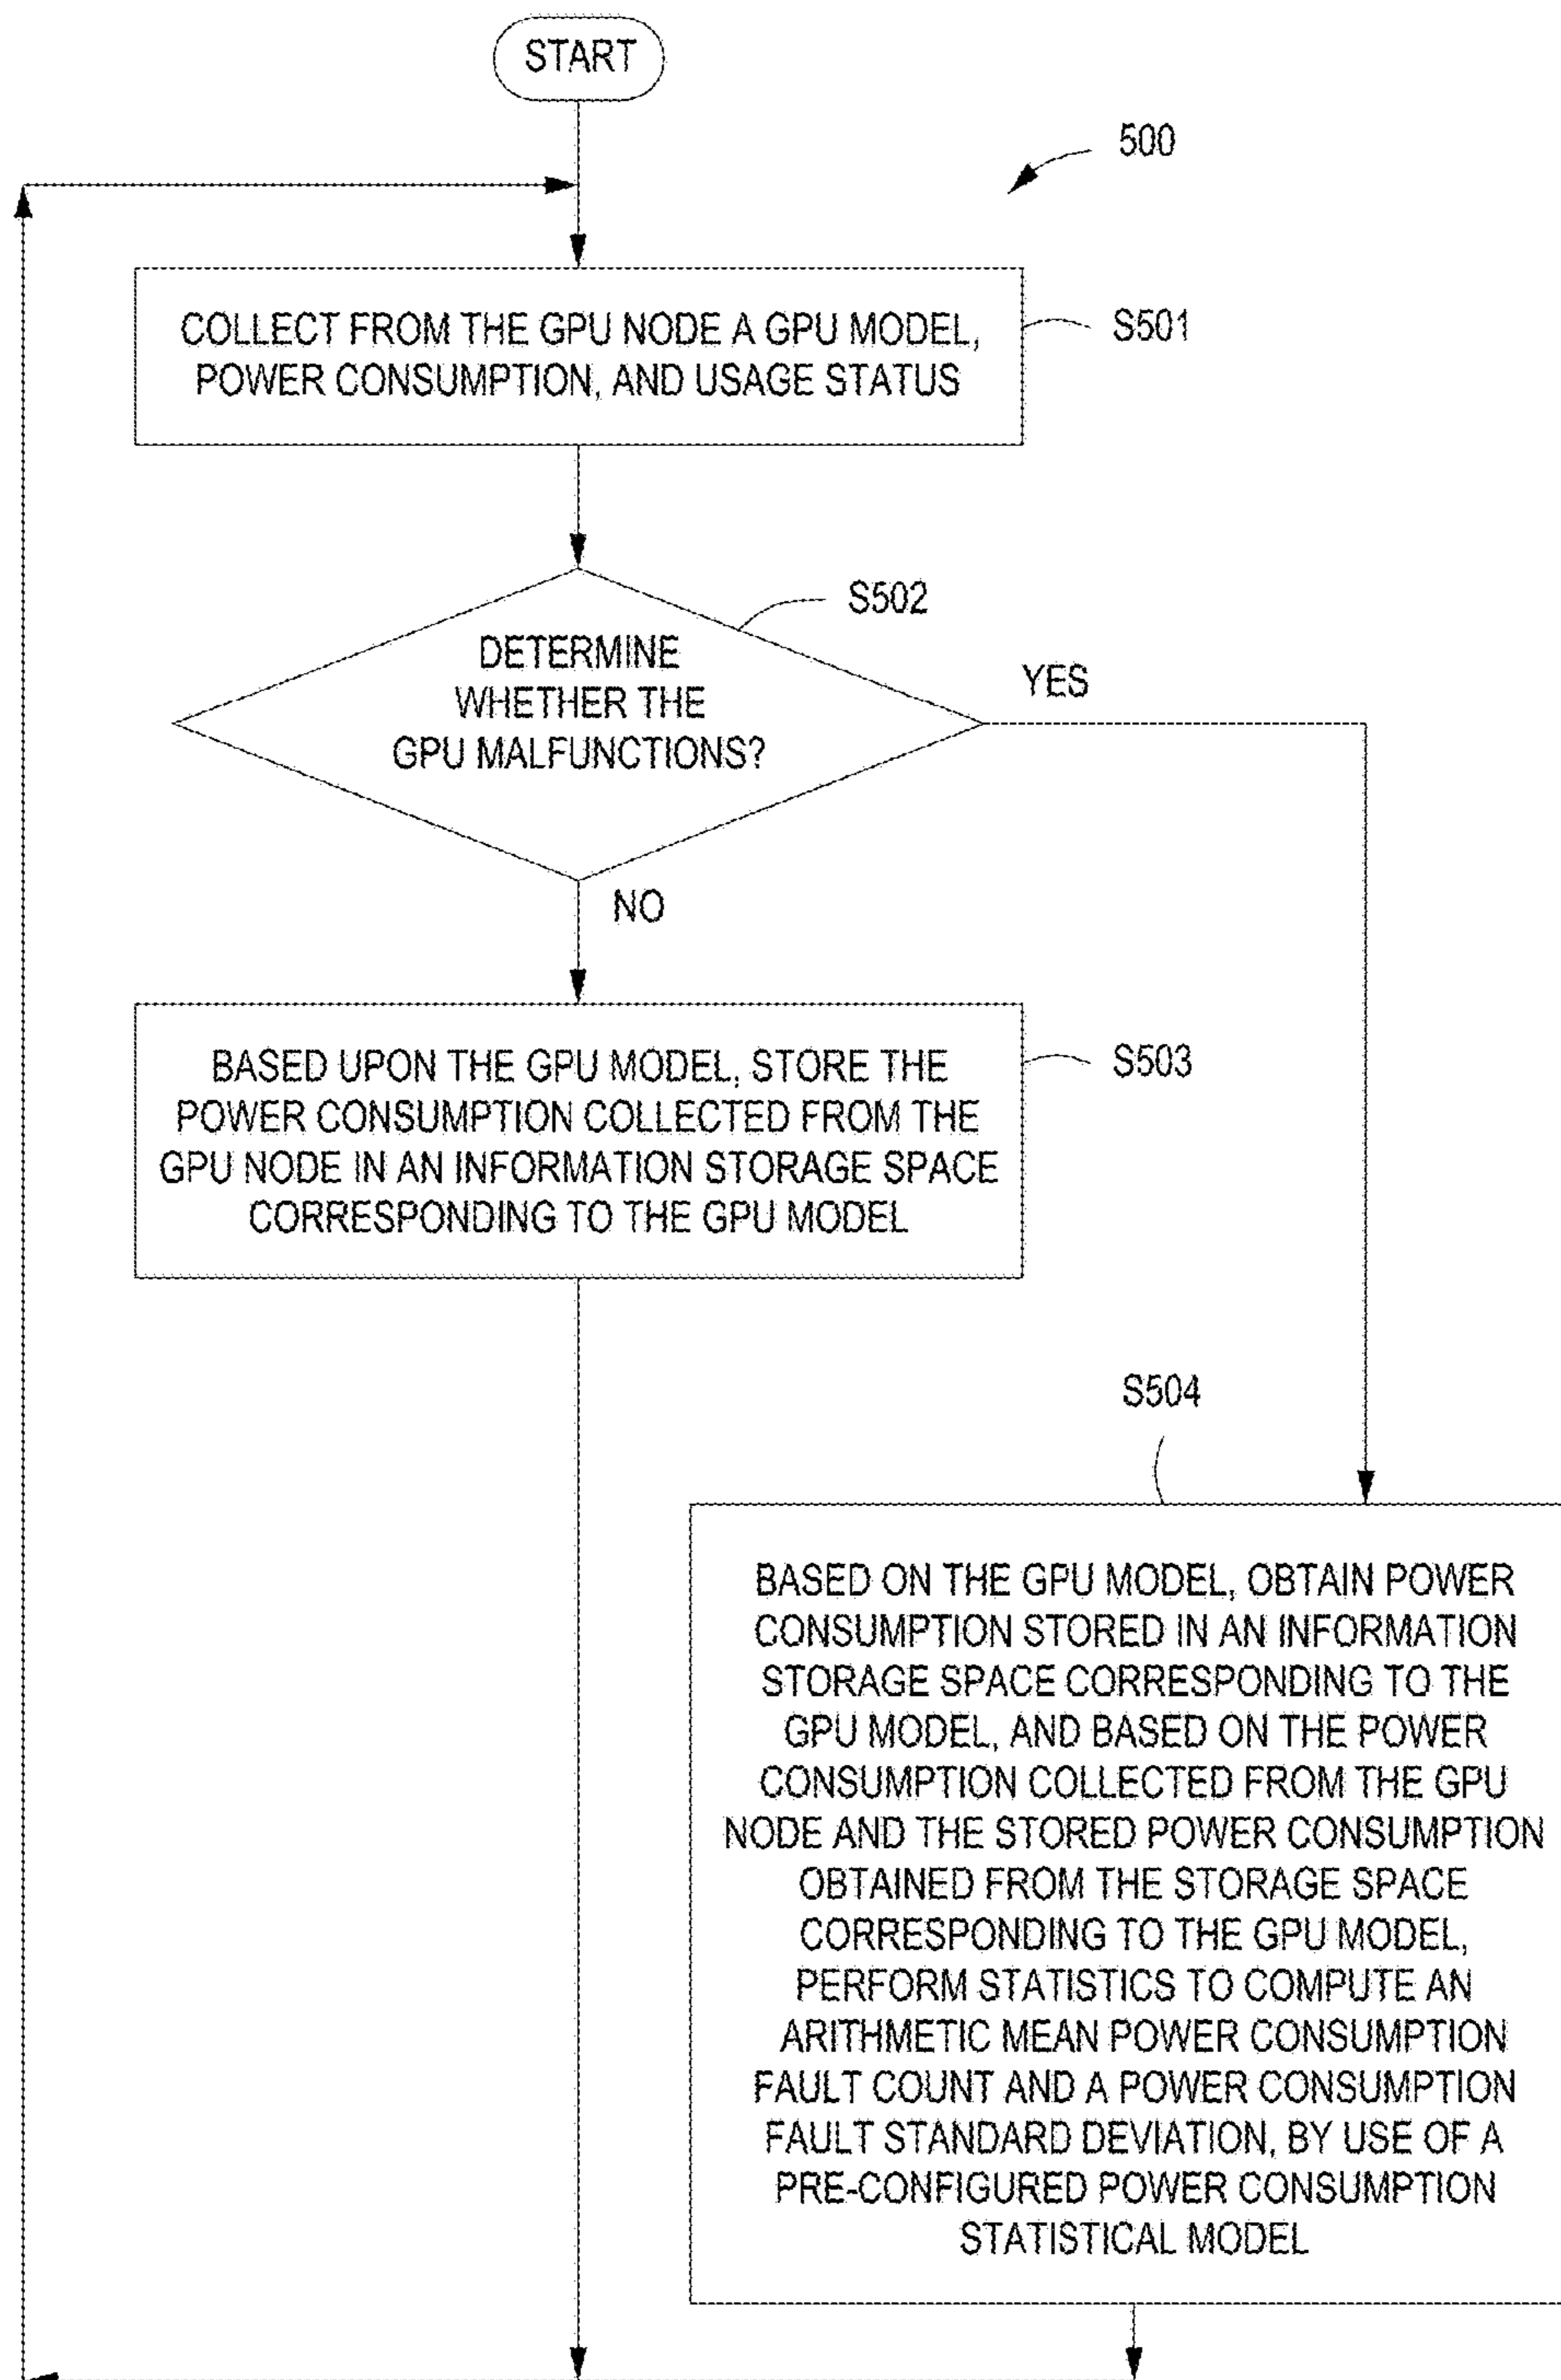 START
500
COLLECT FROM THE GPU NODE A GPU MODEL,
POWER CONSUMPTION, AND USAGE STATUS
S501
S502
DETERMINE
WHETHER THE
GPU MALFUNCTIONS?
YES
NO
BASED UPON THE GPU MODEL, STORE THE
POWER CONSUMPTION COLLECTED FROM THE
GPU NODE IN AN INFORMATION STORAGE SPACE
CORRESPONDING TO THE GPU MODEL
S503
S504
BASED ON THE GPU MODEL, OBTAIN POWER
CONSUMPTION STORED IN AN INFORMATION
STORAGE SPACE CORRESPONDING TO THE
GPU MODEL, AND BASED ON THE POWER
CONSUMPTION COLLECTED FROM THE GPU
NODE AND THE STORED POWER CONSUMPTION
OBTAINED FROM THE STORAGE SPACE
CORRESPONDING TO THE GPU MODEL,
PERFORM STATISTICS TO COMPUTE AN
ARITHMETIC MEAN POWER CONSUMPTION
FAULT COUNT AND A POWER CONSUMPTION
FAULT STANDARD DEVIATION, BY USE OF A
PRE-CONFIGURED POWER CONSUMPTION
STATISTICAL MODEL